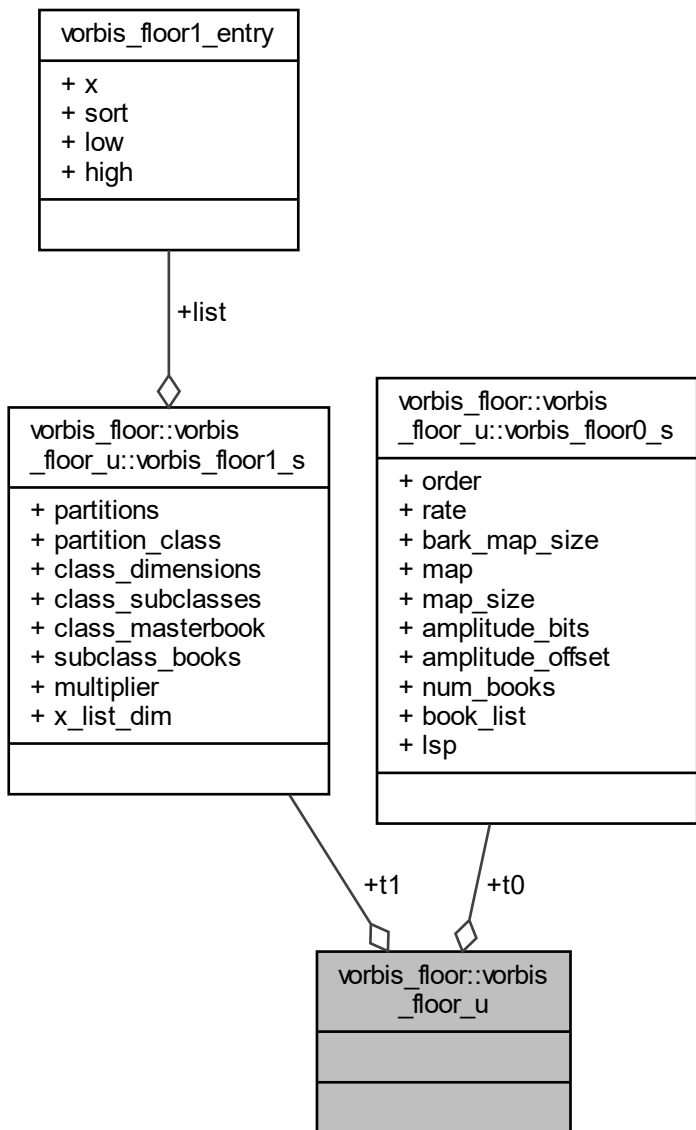 vorbis_floor1_entry
+ x
+ sort
+ low
+ high
+list
vorbis_floor::vorbis
_floor_u::vorbis_floor1_s
+ partitions
+ partition_class
+ class_dimensions
+ class_subclasses
+ class_masterbook
+ subclass_books
+ multiplier
+ x_list_dim
vorbis_floor::vorbis
_floor_u::vorbis_floor0_s
+ order
+ rate
+ bark_map_size
+ map
+ map_size
+ amplitude_bits
+ amplitude_offset
+ num_books
+ book_list
+ lsp
+t1
+t0
vorbis_floor::vorbis
_floor_u